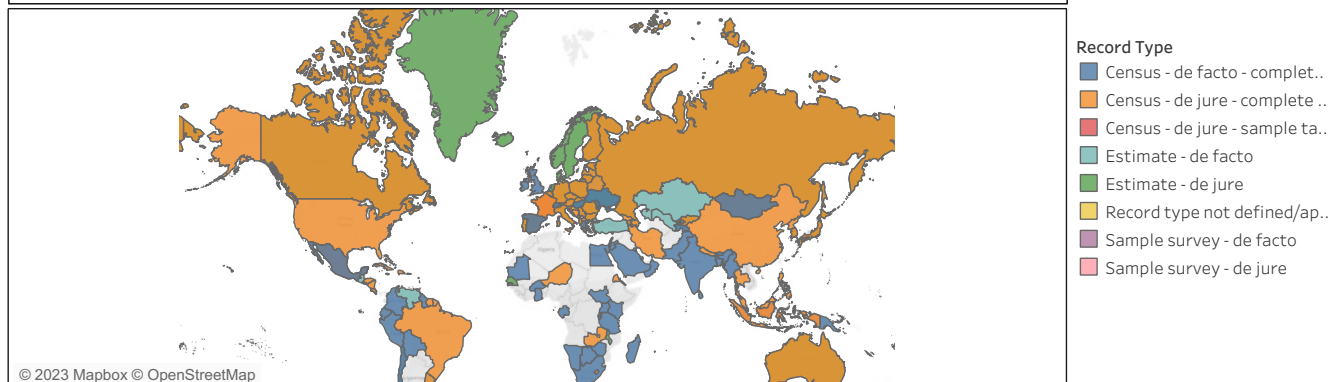 Record Type
Census - de facto - complet..
Census - de jure - complete ..
Census - de jure - sample ta..
Estimate - de facto
Estimate - de jure
Record type not defined/ap..
Sample survey - de facto
Sample survey - de jure
© 2023 Mapbox © OpenStreetMap